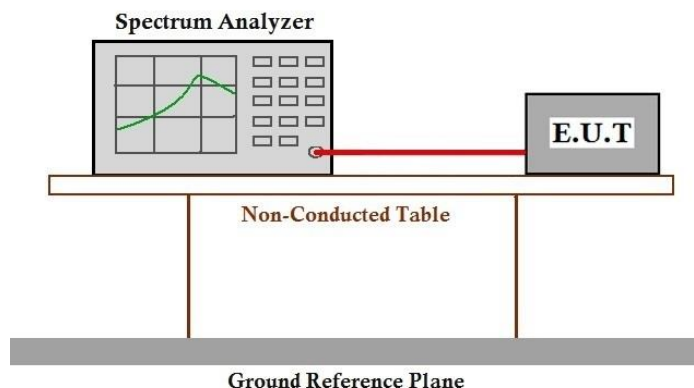 Spectrum Analyzer
E.U.T
Non-Conducted Table
Ground Reference Plane